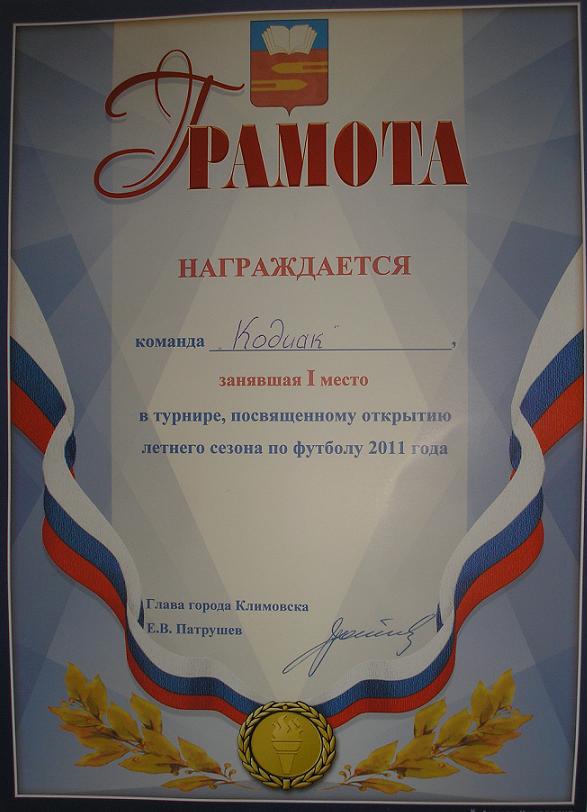 ГРАМОТА
НАГРАЖДАЕТСЯ
команда „Кодиак",
занявшая I место
в турнире, посвященному открытию
летнего сезона по футболу 2011 года
Глава города Климовска
Е.В. Патрушев